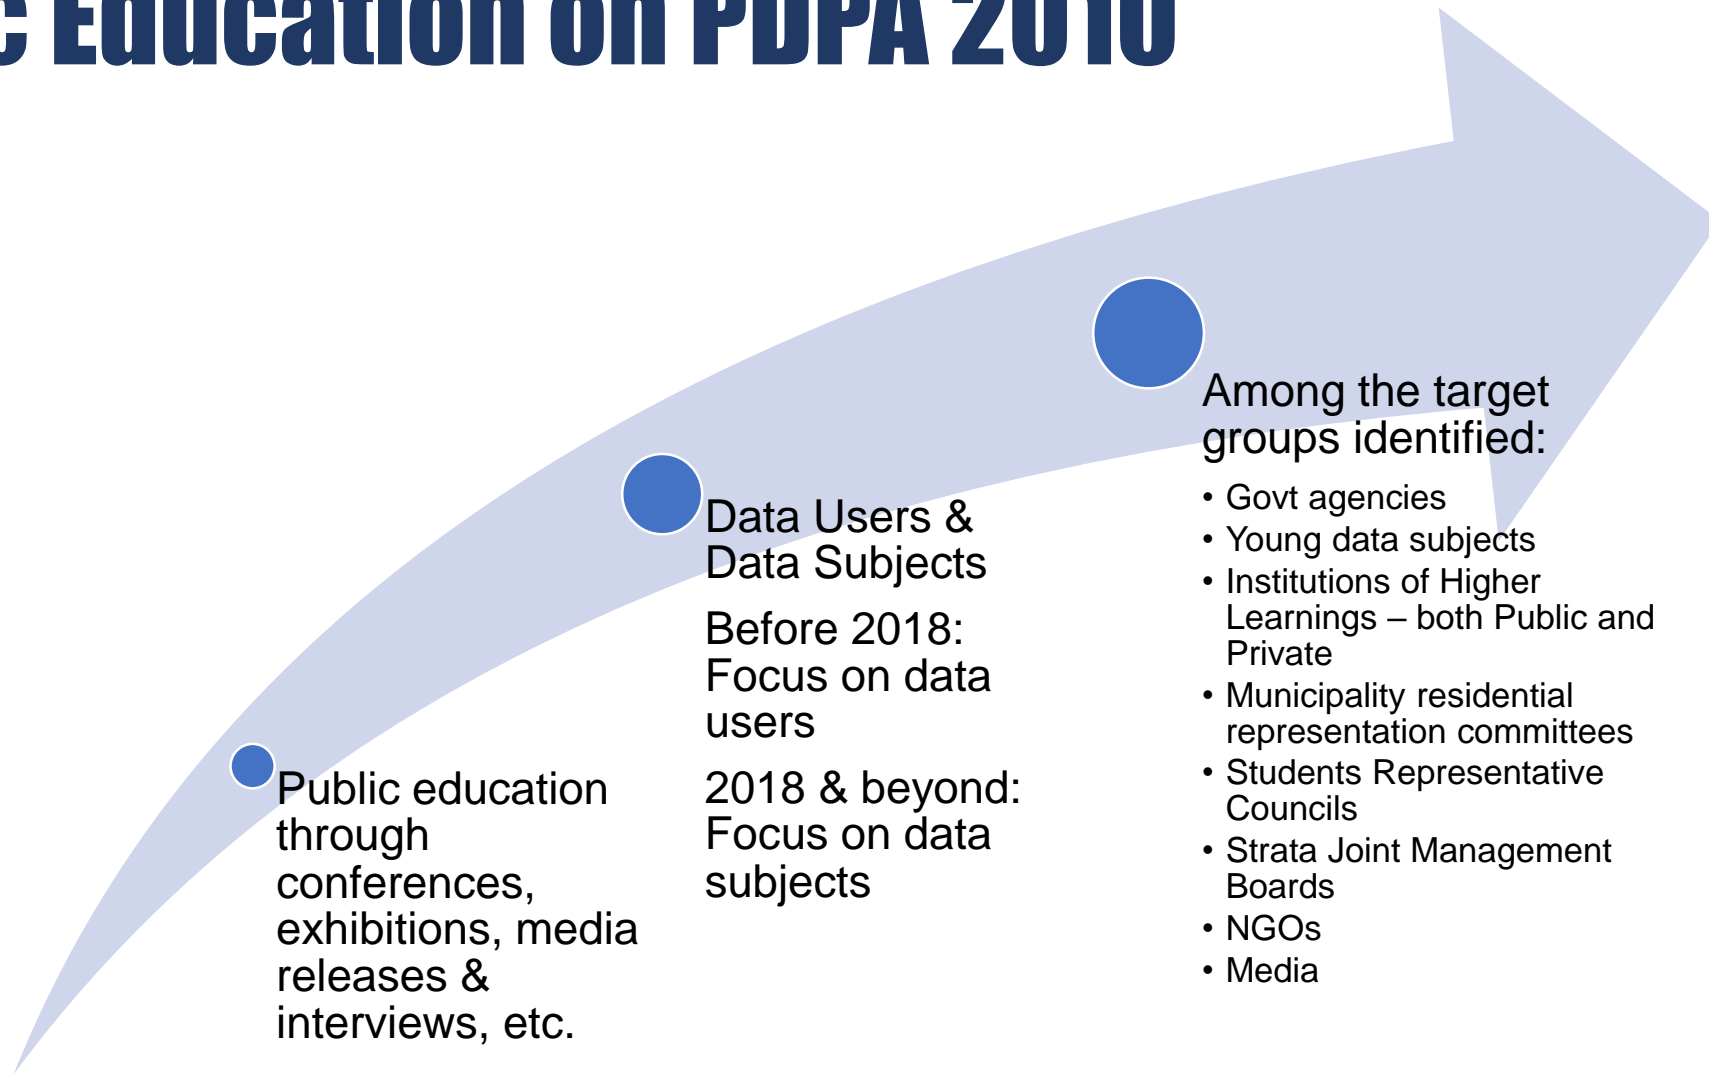 c Education on PDPA 2010
Public education
through
conferences,
exhibitions, media
releases &
interviews, etc.
Data Users &
Data Subjects
Before 2018:
Focus on data
users
2018 & beyond:
Focus on data
subjects
Among the target
groups identified:
• Govt agencies
• Young data subjects
• Institutions of Higher
Learnings – both Public and
Private
• Municipality residential
representation committees
• Students Representative
Councils
• Strata Joint Management
Boards
• NGOs
• Media